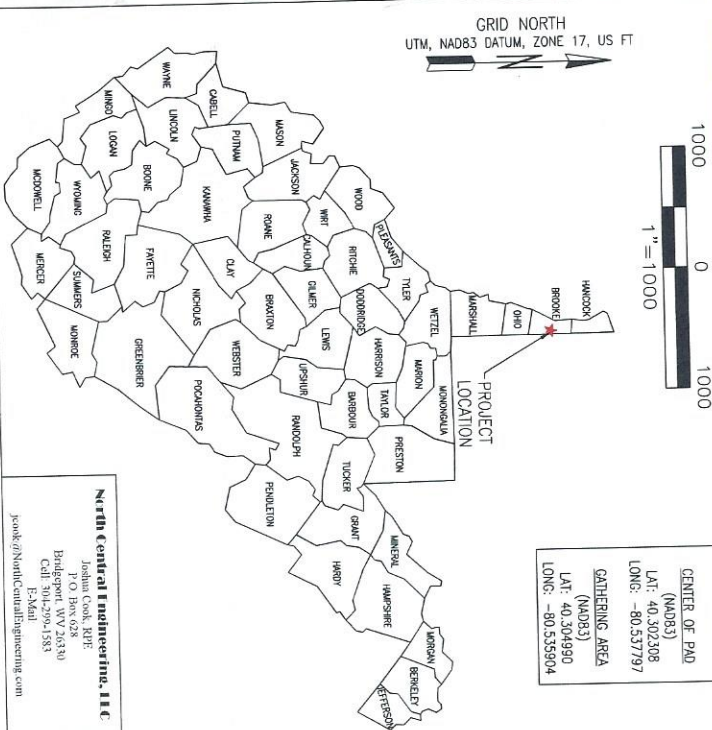 GRID NORTH
UTM, NAD83 DATUM, ZONE 17, US FT
1000 0 1000
1"=1000
CENTER OF PAD
(NAD83)
LAT: 40.302308
LONG: -80.537797
GATHERING AREA
(NAD83)
LAT: 40.304990
LONG: -80.535904
HANCOCK
BROOKE
OHIO
MARSHALL
PROJECT
LOCATION
WETZEL
MONONGALIA
MARION
PRESTON
TYLER
PLEASANTS
WOOD
RITCHIE
DODDRIDGE
HARRISON
TAYLOR
BARBOUR
TUCKER
WIRT
CALHOUN
GILMER
LEWIS
UPSHUR
RANDOLPH
JACKSON
ROANE
BRAXTON
WEBSTER
MASON
PUTNAM
KANAWHA
CLAY
NICHOLAS
POCAHONTAS
CABELL
WAYNE
LINCOLN
BOONE
FAYETTE
GREENBRIER
MINGO
LOGAN
WYOMING
RALEIGH
SUMMERS
MONROE
MCDOWELL
MERCER
PENDLETON
GRANT
MINERAL
HARDY
HAMPSHIRE
MORGAN
BERKELEY
JEFFERSON
North Central Engineering, LLC
Joshua Cook, RPE
P.O. Box 628
Bridgeport, WV 26330
Cell: 304-299-1583
E-Mail
jcook@NorthCentralEngineering.com